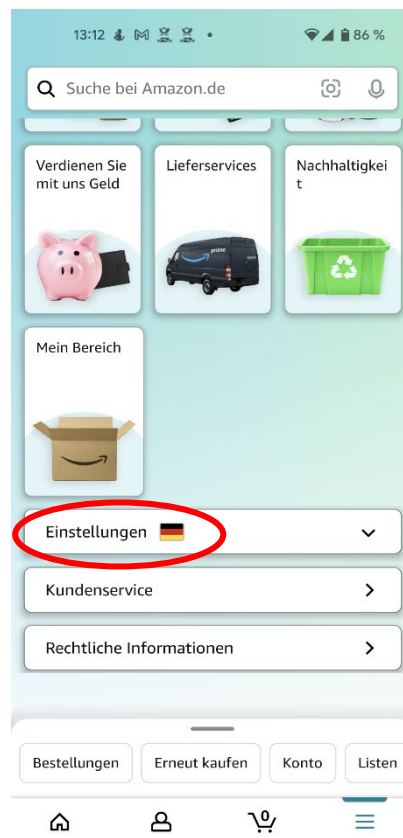 13:12
86 %
Suche bei Amazon.de
Verdienen Sie
mit uns Geld
Lieferservices
Nachhaltigkei
t
prime
Mein Bereich
Einstellungen
Kundenservice
Rechtliche Informationen
Bestellungen
Erneut kaufen
Konto
Listen
0